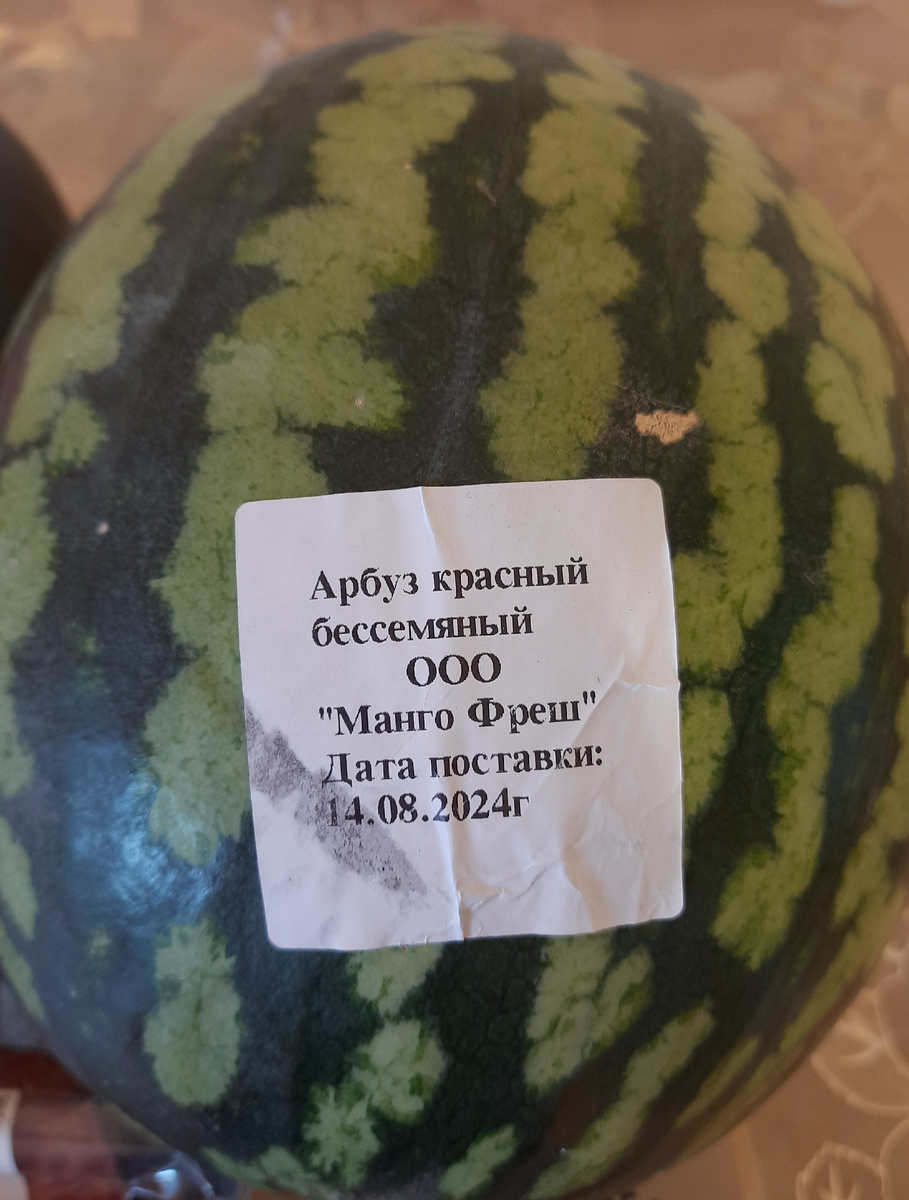 Арбуз красный
бессемяный
ООО
"Манго Фреш"
Дата поставки:
14.08.2024г